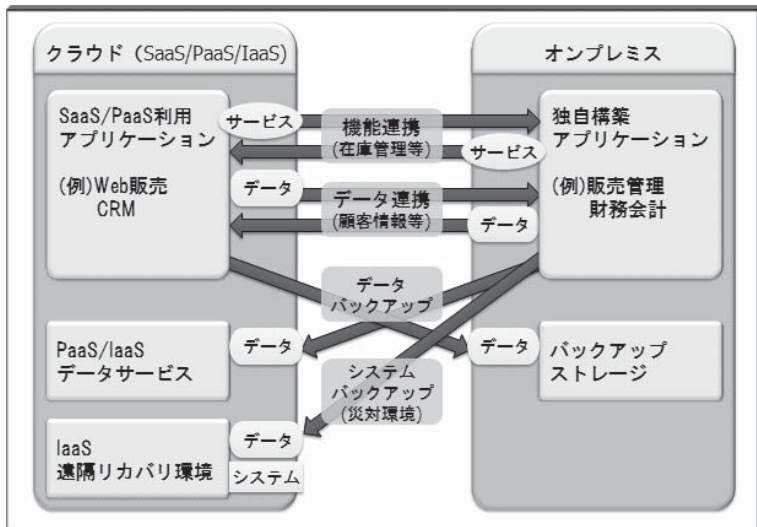 クラウド (SaaS/PaaS/IaaS)
オンプレミス
SaaS/PaaS利用
アプリケーション
(例)Web販売
CRM
サービス
機能連携
(在庫管理等)
サービス
データ
データ連携
(顧客情報等)
データ
独自構築
アプリケーション
(例)販売管理
財務会計
データ
バックアップ
PaaS/IaaS
データサービス
データ
データ
バックアップ
ストレージ
システム
バックアップ
(災対環境)
IaaS
遠隔リカバリ環境
データ
システム